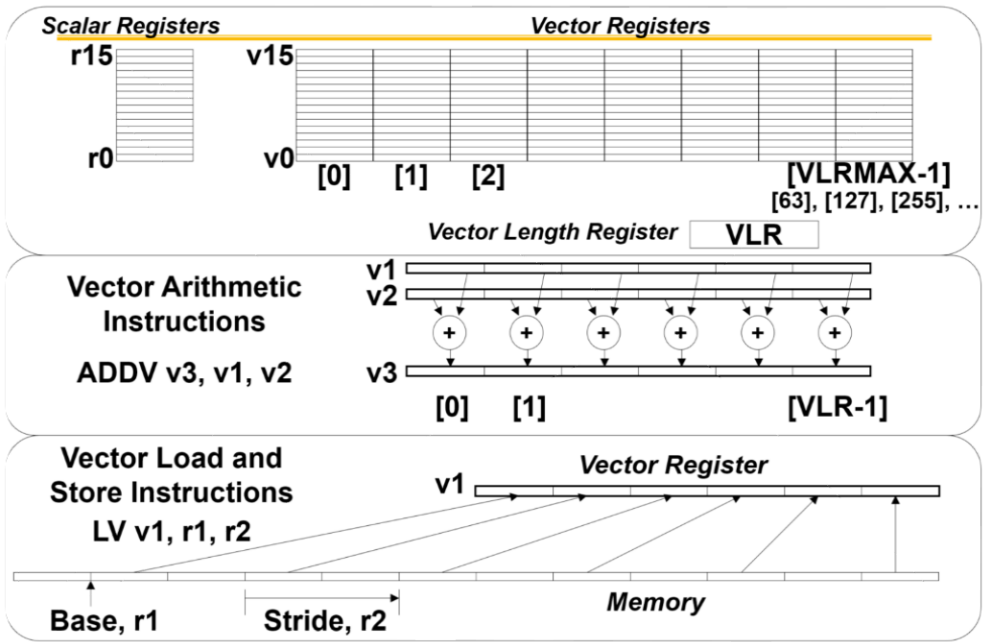 Scalar Registers
Vector Registers
r15
v15
r0
v0
[0] [1] [2]
[VLRMAX-1]
[63], [127], [255], …
Vector Length Register
VLR
Vector Arithmetic
Instructions
ADDV v3, v1, v2
v1
v2
+ + + + + +
v3
[0] [1] [VLR-1]
Vector Load and
Store Instructions
LV v1, r1, r2
Vector Register
v1
Base, r1
Stride, r2
Memory